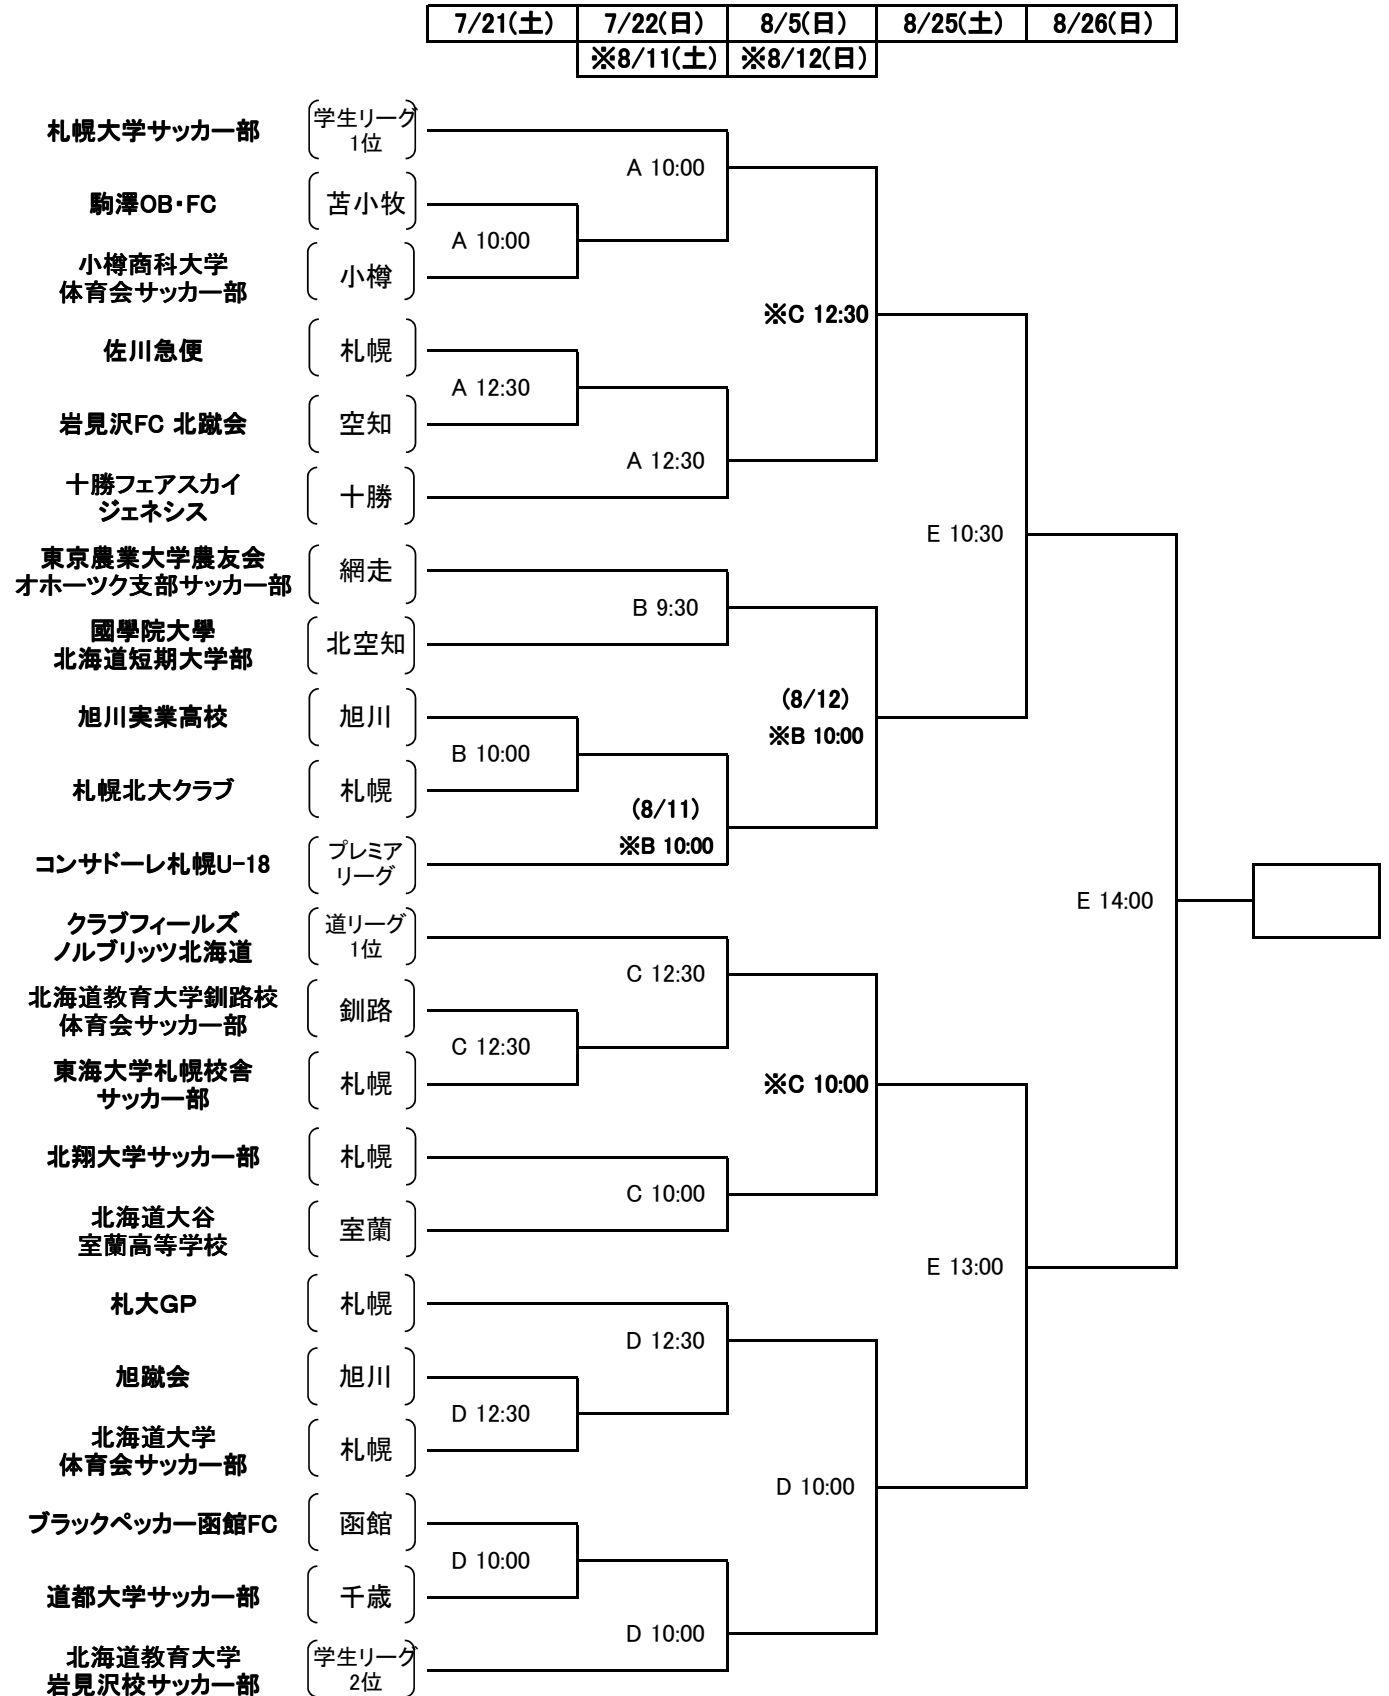 7/21(土) 7/22(日) 8/5(日) 8/25(土) 8/26(日)
※8/11(土) ※8/12(日)
札幌大学サッカー部
学生リーグ
1位
A 10:00
駒澤OB・FC
苫小牧
A 10:00
小樽商科大学
体育会サッカー部
小樽
※C 12:30
佐川急便
札幌
A 12:30
岩見沢FC 北蹴会
空知
A 12:30
十勝フェアスカイ
ジェネシス
十勝
E 10:30
東京農業大学農友会
オホーツク支部サッカー部
網走
B 9:30
國學院大學
北海道短期大学部
北空知
(8/12)
※B 10:00
旭川実業高校
旭川
B 10:00
札幌北大クラブ
札幌
(8/11)
※B 10:00
コンサドーレ札幌U-18
プレミア
リーグ
E 14:00
クラブフィールズ
ノルブリッツ北海道
道リーグ
1位
C 12:30
北海道教育大学釧路校
体育会サッカー部
釧路
C 12:30
東海大学札幌校舎
サッカー部
札幌
※C 10:00
北翔大学サッカー部
札幌
C 10:00
北海道大谷
室蘭高等学校
室蘭
E 13:00
札大GP
札幌
D 12:30
旭蹴会
旭川
D 12:30
北海道大学
体育会サッカー部
札幌
D 10:00
ブラックペッカー函館FC
函館
D 10:00
道都大学サッカー部
千歳
D 10:00
北海道教育大学
岩見沢校サッカー部
学生リーグ
2位